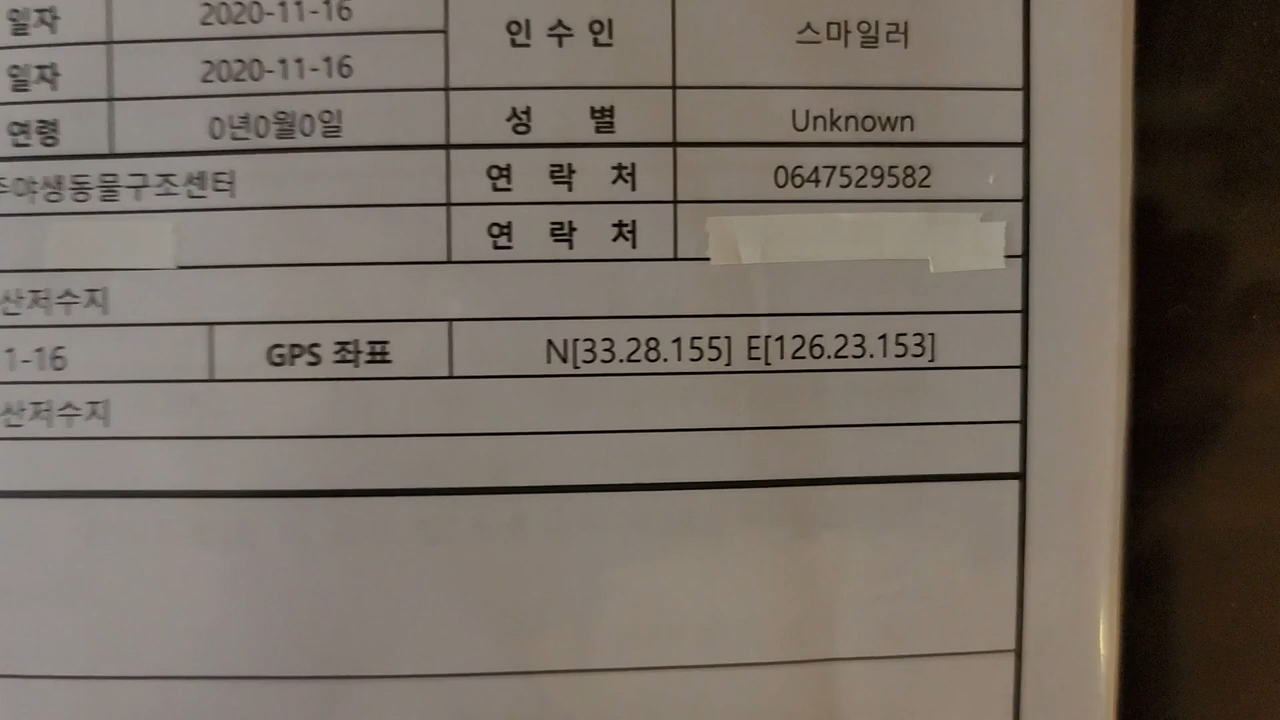 일자 2020-11-16 인 수 인 스마일러
일자 2020-11-16
연령 0년0월0일 성 별 Unknown
주야생동물구조센터 연 락 처 0647529582
연 락 처
산저수지
1-16 GPS 좌표 N[33.28.155] E[126.23.153]
산저수지